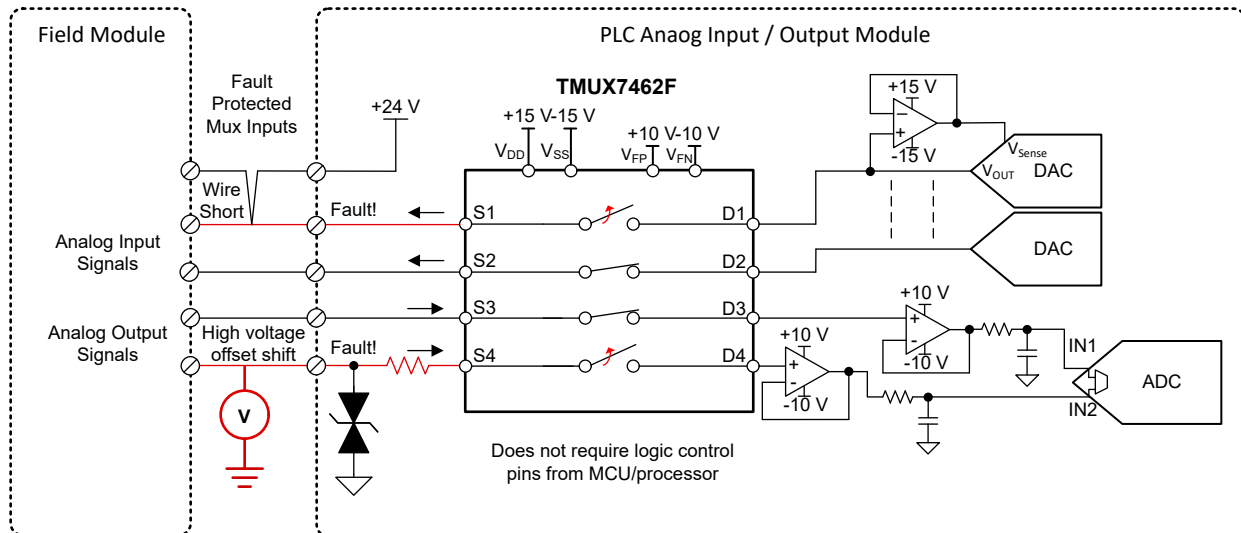 Field Module
PLC Anaog Input / Output Module
Fault
Protected
Mux Inputs
+24 V
TMUX7462F
+15 V-15 V
+10 V-10 V
VDD
VSS
VFP
VFN
+15 V
-
+
-15 V
VSense
VOUT
DAC
Wire
Short
Fault!
S1
D1
Analog Input
Signals
S2
D2
DAC
S3
D3
+10 V
+
-
-10 V
IN1
Analog Output
Signals
High voltage
offset shift
Fault!
S4
D4
+10 V
+
-
-10 V
IN2
ADC
V
Does not require logic control
pins from MCU/processor